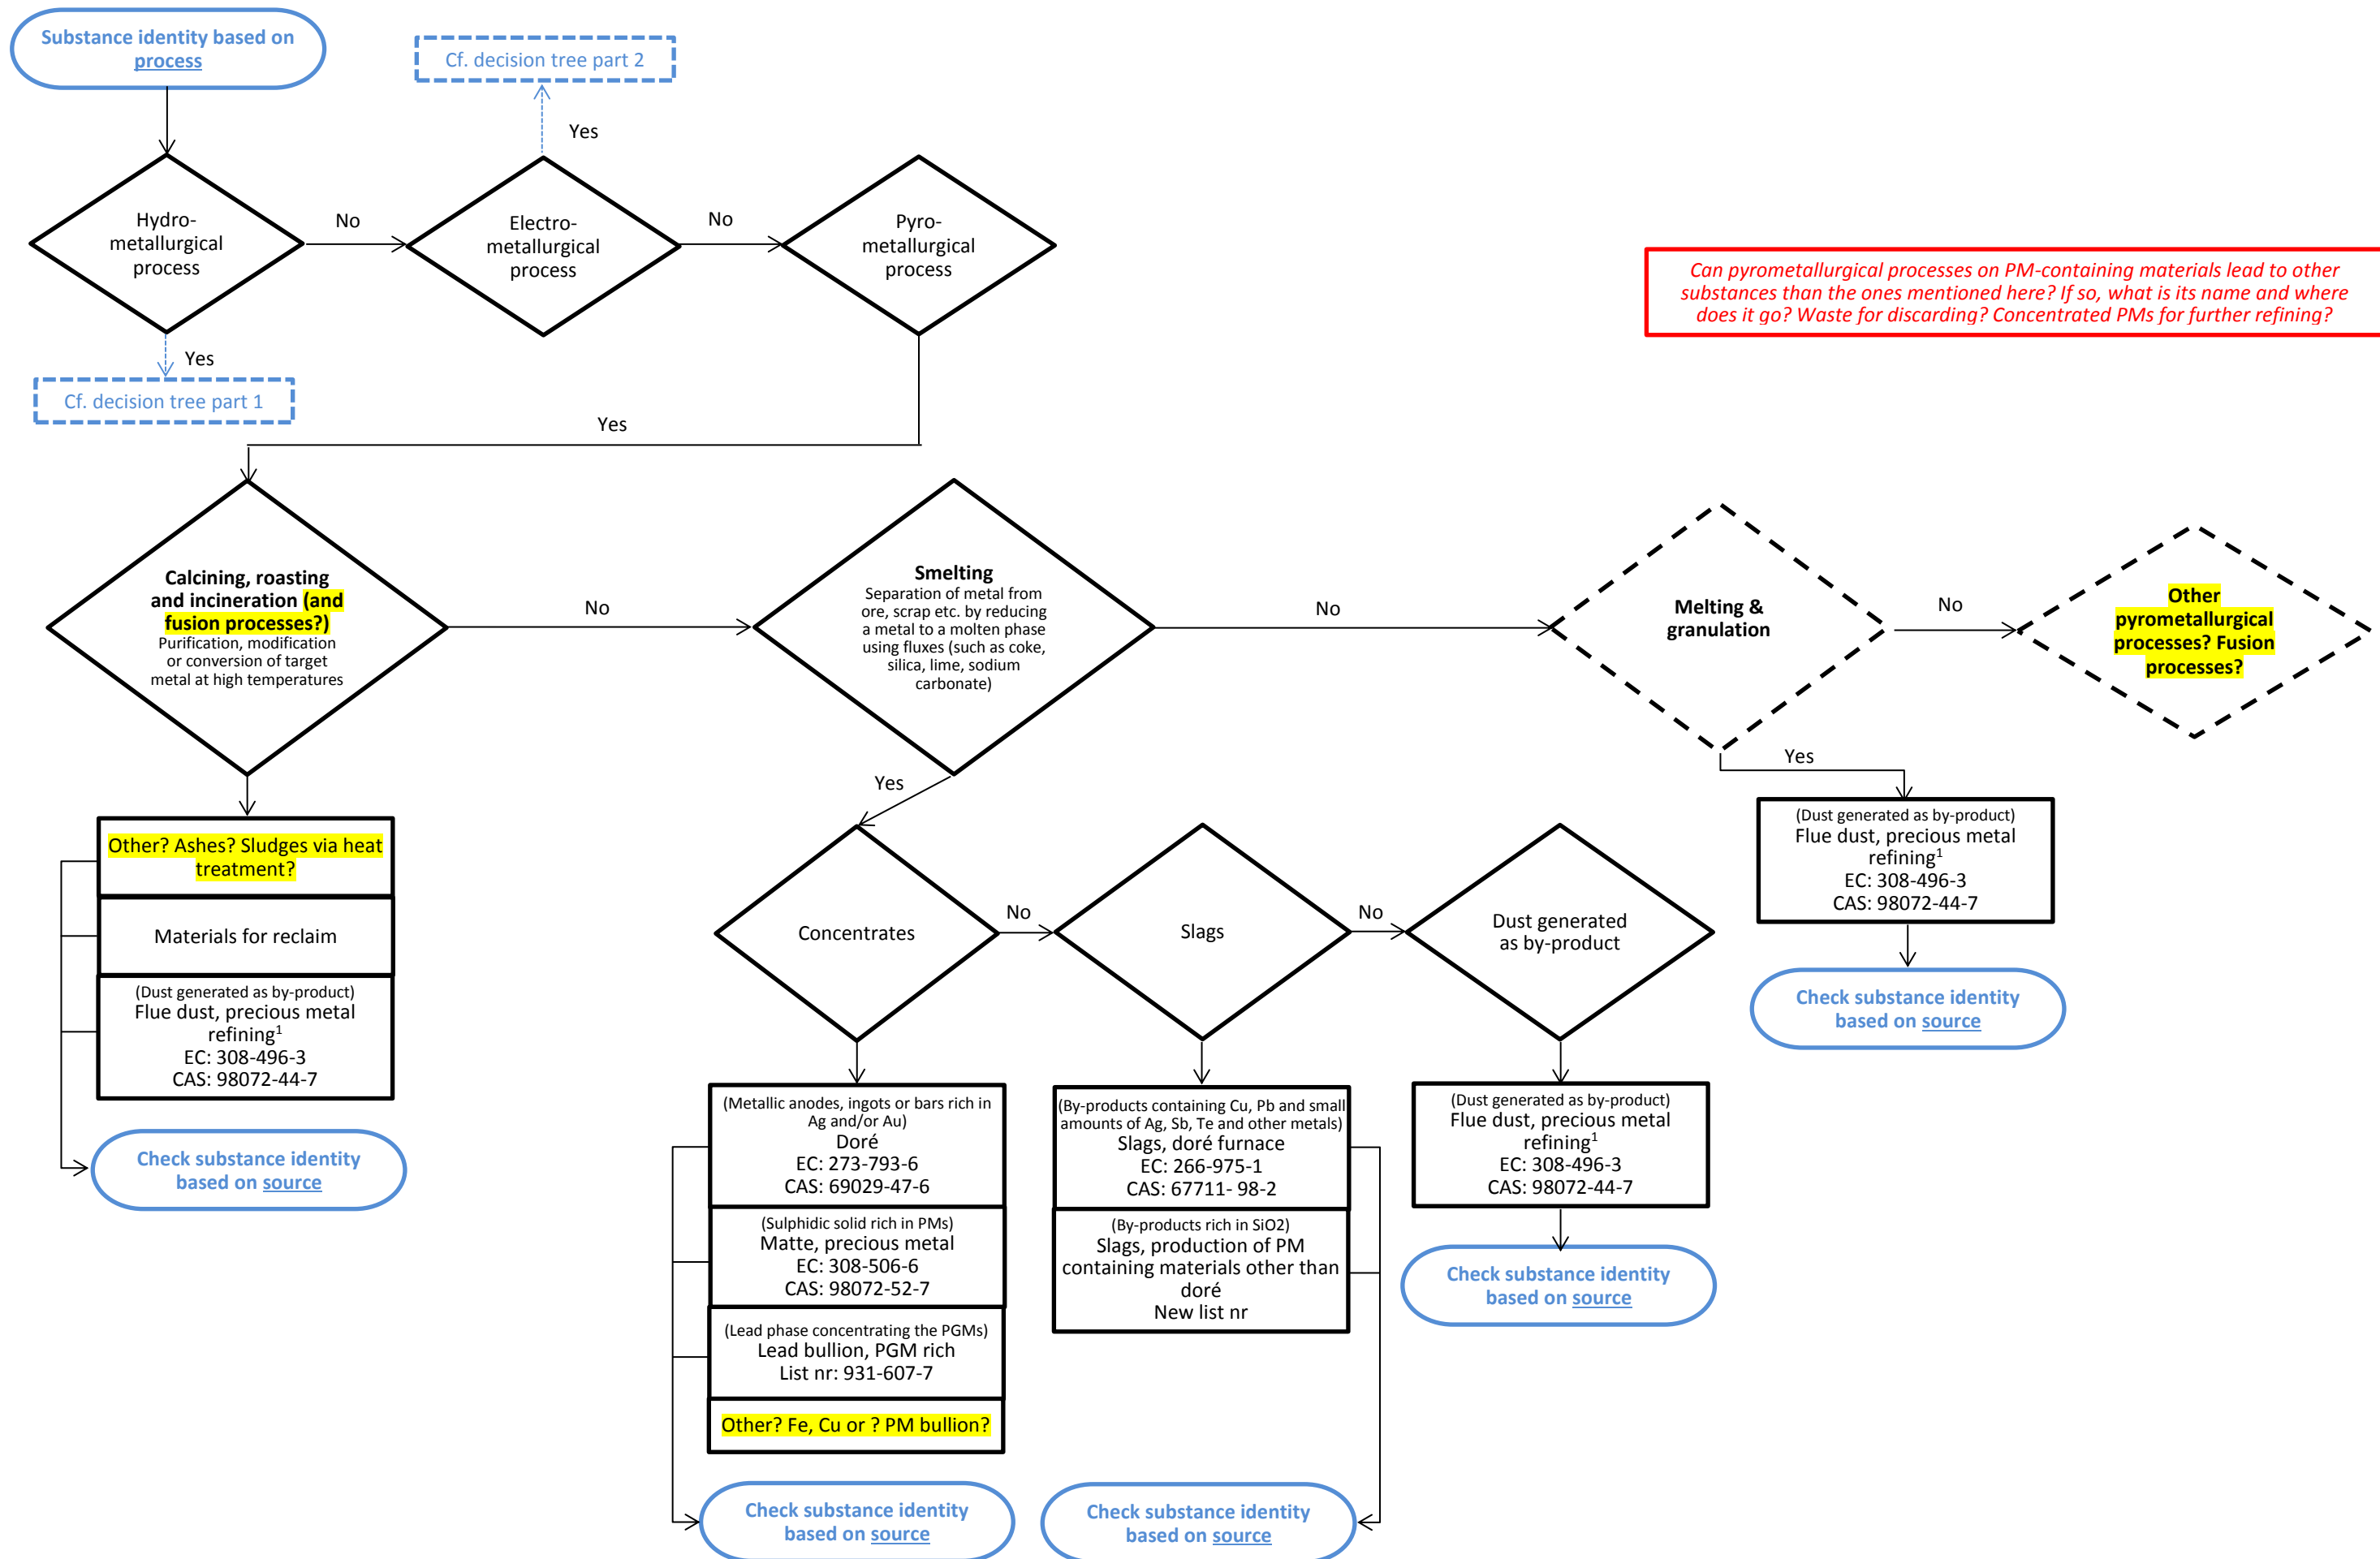 Substance identity based on
process
Cf. decision tree part 2
Yes
Hydro-
metallurgical
process
No
Electro-
metallurgical
process
No
Pyro-
metallurgical
process
Can pyrometallurgical processes on PM-containing materials lead to other
substances than the ones mentioned here? If so, what is its name and where
does it go? Waste for discarding? Concentrated PMs for further refining?
Yes
Cf. decision tree part 1
Yes
Calcining, roasting
and incineration (and
fusion processes?)
Purification, modification
or conversion of target
metal at high temperatures
No
Smelting
Separation of metal from
ore, scrap etc. by reducing
a metal to a molten phase
using fluxes (such as coke,
silica, lime, sodium
carbonate)
No
Melting &
granulation
No
Other
pyrometallurgical
processes? Fusion
processes?
Yes
Yes
Other? Ashes? Sludges via heat
treatment?
Materials for reclaim
(Dust generated as by-product)
Flue dust, precious metal
refining1
EC: 308-496-3
CAS: 98072-44-7
Check substance identity
based on source
Concentrates
No
Slags
No
Dust generated
as by-product
(Dust generated as by-product)
Flue dust, precious metal
refining1
EC: 308-496-3
CAS: 98072-44-7
Check substance identity
based on source
(Metallic anodes, ingots or bars rich in
Ag and/or Au)
Doré
EC: 273-793-6
CAS: 69029-47-6
(Sulphidic solid rich in PMs)
Matte, precious metal
EC: 308-506-6
CAS: 98072-52-7
(Lead phase concentrating the PGMs)
Lead bullion, PGM rich
List nr: 931-607-7
Other? Fe, Cu or ? PM bullion?
Check substance identity
based on source
(By-products containing Cu, Pb and small
amounts of Ag, Sb, Te and other metals)
Slags, doré furnace
EC: 266-975-1
CAS: 67711- 98-2
(By-products rich in SiO2)
Slags, production of PM
containing materials other than
doré
New list nr
Check substance identity
based on source
(Dust generated as by-product)
Flue dust, precious metal
refining1
EC: 308-496-3
CAS: 98072-44-7
Check substance identity
based on source